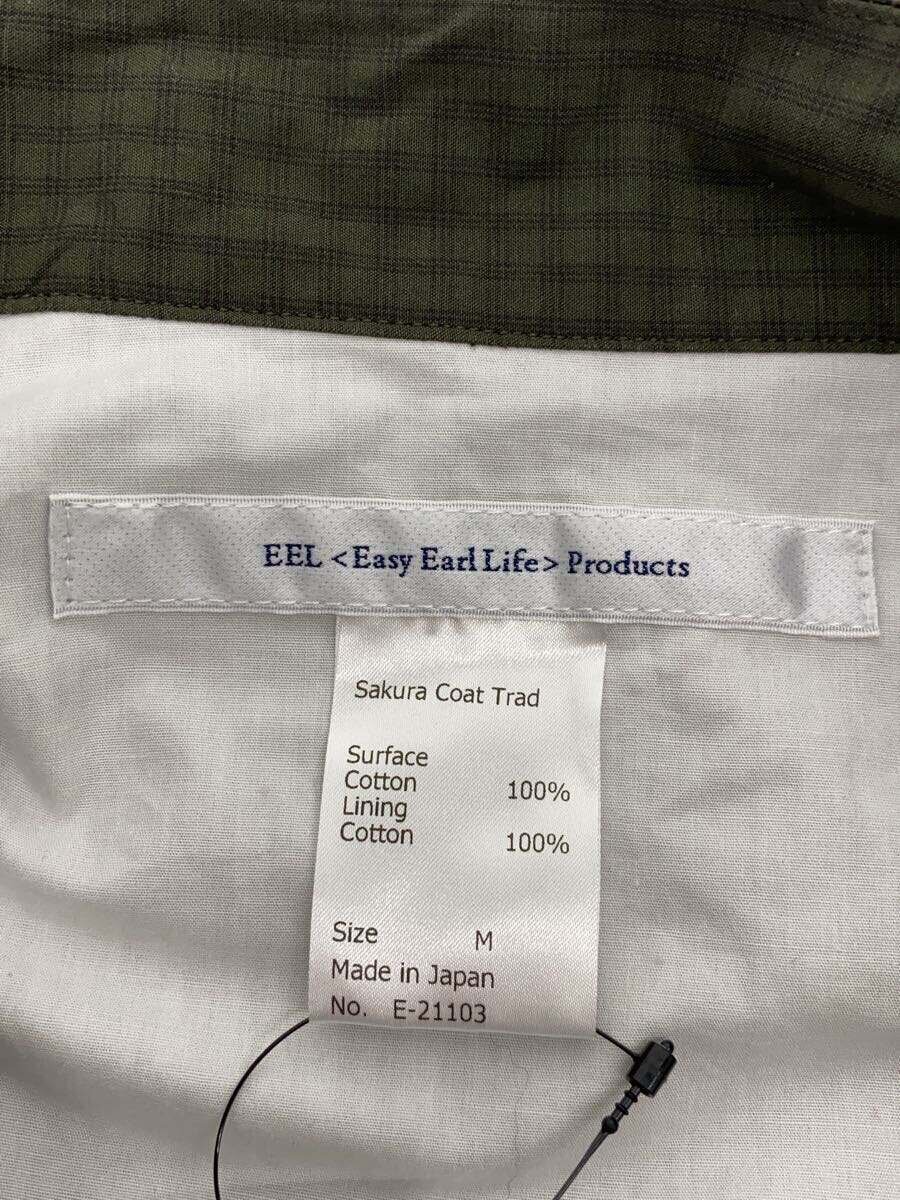 EEL <Easy Earl Life> Products
Sakura Coat Trad
Surface
Cotton 100%
Lining
Cotton 100%
Size M
Made in Japan
No. E-21103